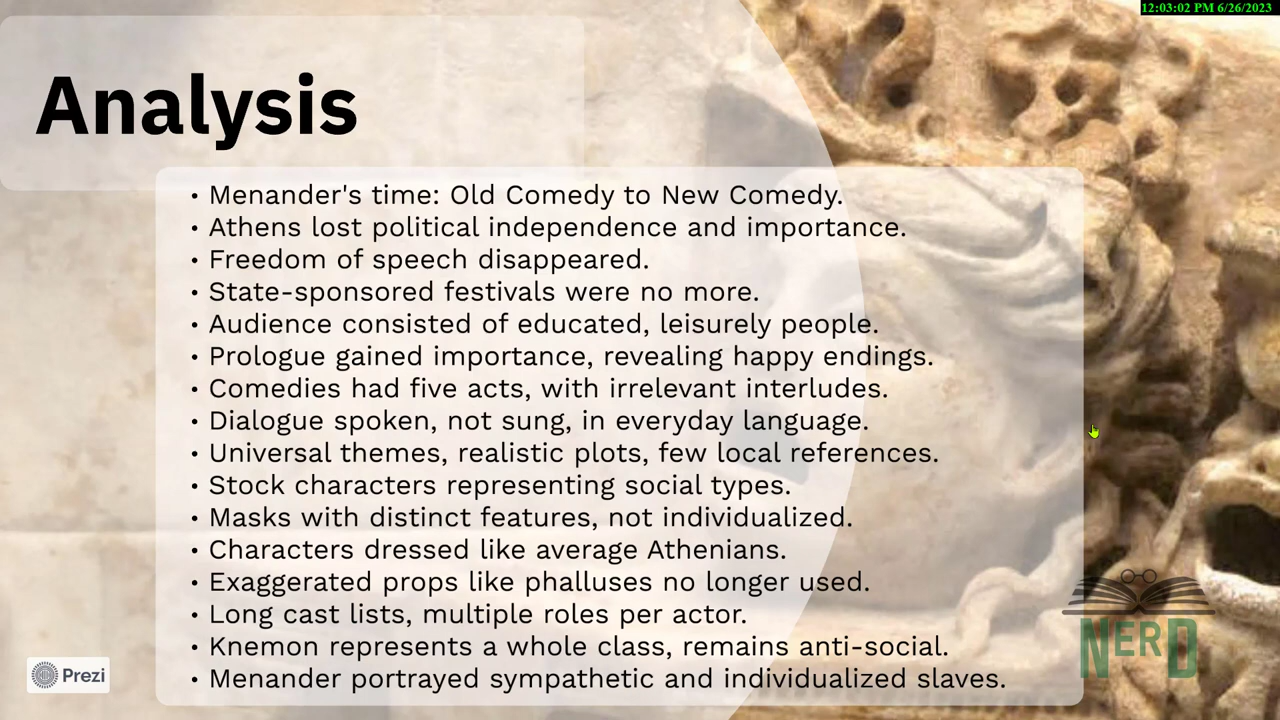 12:03:02 PM 6/26/2023
Analysis
• Menander's time: Old Comedy to New Comedy.
• Athens lost political independence and importance.
• Freedom of speech disappeared.
• State-sponsored festivals were no more.
• Audience consisted of educated, leisurely people.
• Prologue gained importance, revealing happy endings.
• Comedies had five acts, with irrelevant interludes.
• Dialogue spoken, not sung, in everyday language.
• Universal themes, realistic plots, few local references.
• Stock characters representing social types.
• Masks with distinct features, not individualized.
• Characters dressed like average Athenians.
• Exaggerated props like phalluses no longer used.
• Long cast lists, multiple roles per actor.
• Knemon represents a whole class, remains anti-social.
• Menander portrayed sympathetic and individualized slaves.
Prezi
NERD